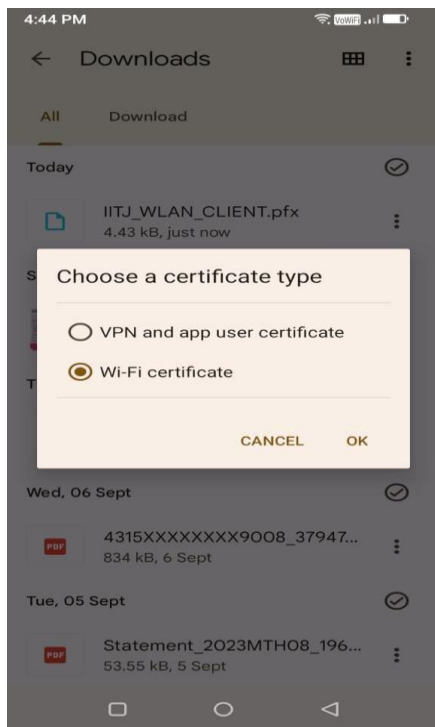 4:44 PM VoWiFi
Downloads
All Download
Today
IITJ_WLAN_CLIENT.pfx
4.43 kB, just now
S
Choose a certificate type
VPN and app user certificate
Wi-Fi certificate
T
CANCEL OK
Wed, 06 Sept
PDF
4315XXXXXXXX9008_37947...
834 kB, 6 Sept
Tue, 05 Sept
PDF
Statement_2023MTH08_196...
53.55 kB, 5 Sept